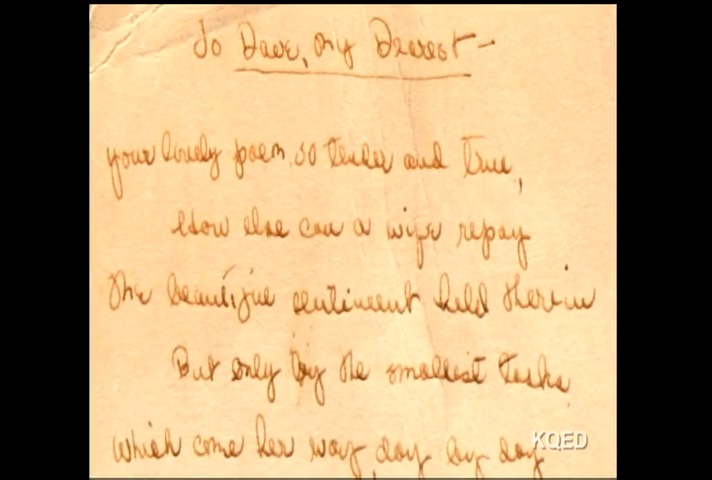 To Dave, my Dearest -
your lovely poem, so tender and true,
How else can a wife repay
The beautiful sentiment held therein
But only by the smallest tasks
Which come her way, day by day
KQED